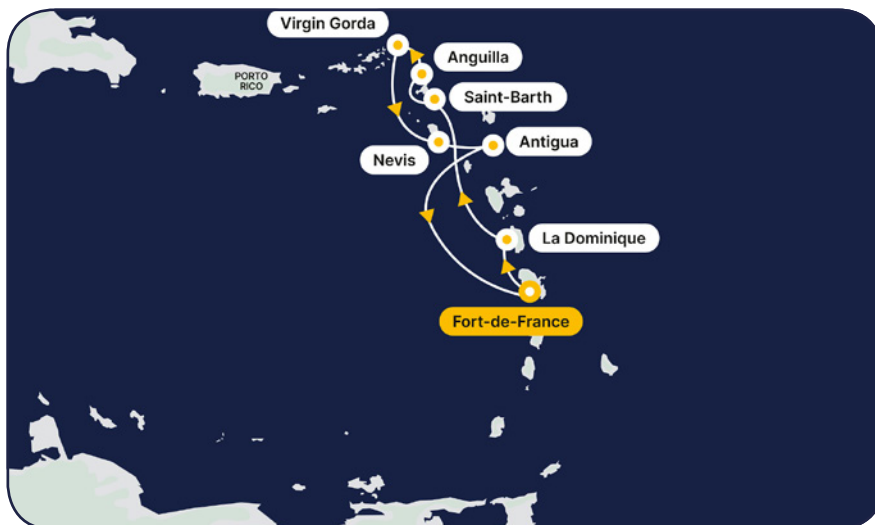 Virgin Gorda
Anguilla
PORTO
RICO
Saint-Barth
Antigua
Nevis
La Dominique
Fort-de-France